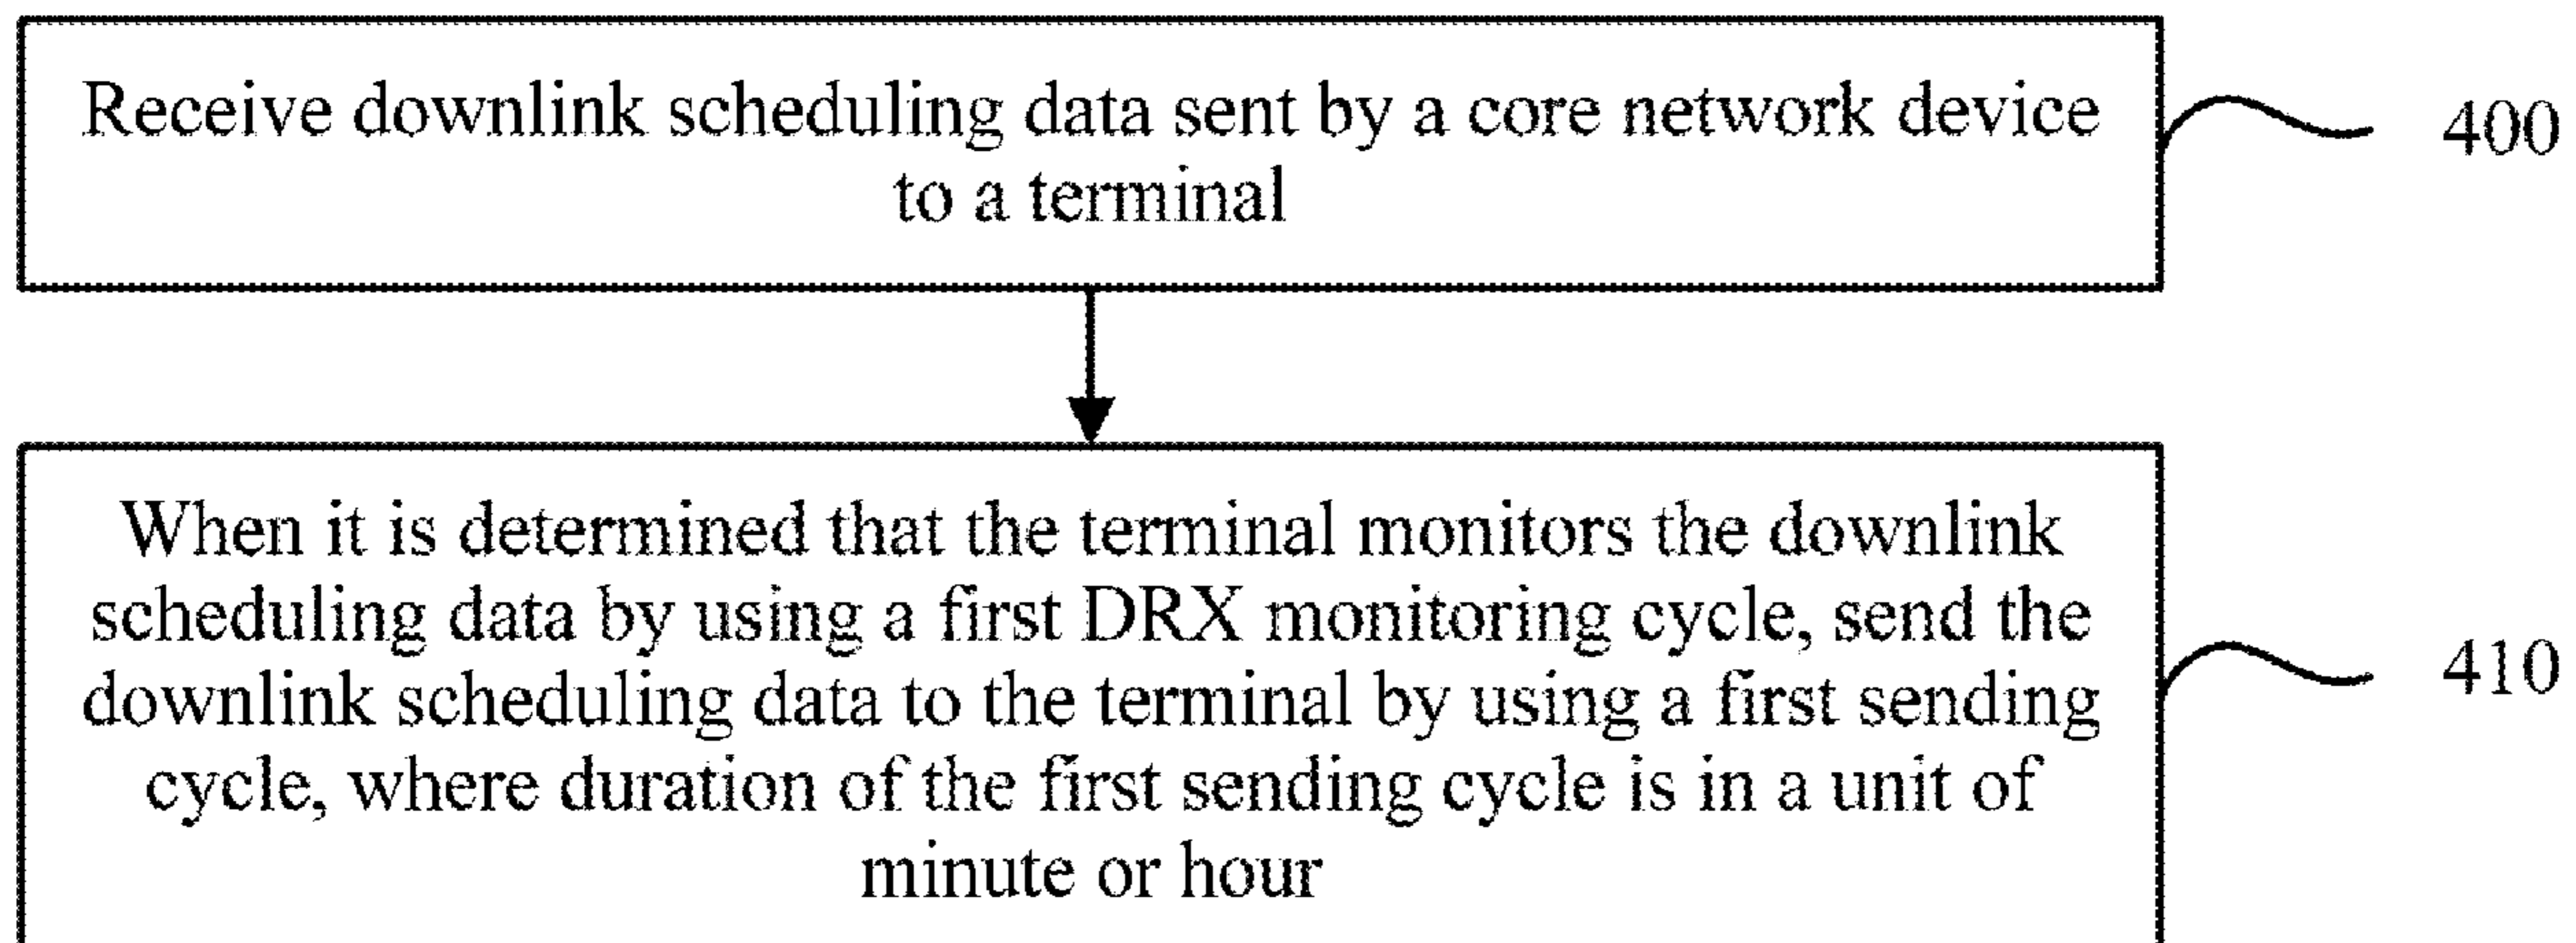 Receive downlink scheduling data sent by a core network device
to a terminal
400
When it is determined that the terminal monitors the downlink
scheduling data by using a first DRX monitoring cycle, send the
downlink scheduling data to the terminal by using a first sending
cycle, where duration of the first sending cycle is in a unit of
minute or hour
410